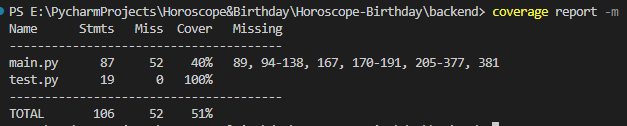 PS E:\PycharmProjects\Horoscope&Birthday\Horoscope-Birthday\backend> coverage report -m
Name      Stmts   Miss  Cover   Missing
---------------------------------------
main.py      87     52    40%   89, 94-138, 167, 170-191, 205-377, 381
test.py      19      0   100%
---------------------------------------
TOTAL       106     52    51%